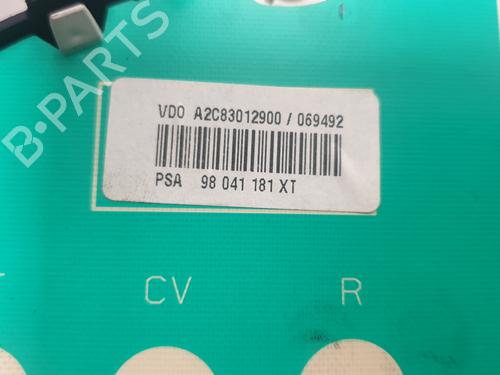 VDO A2C83012900 / 069492
PSA 98 041 181 XT
CV R
B-PARTS